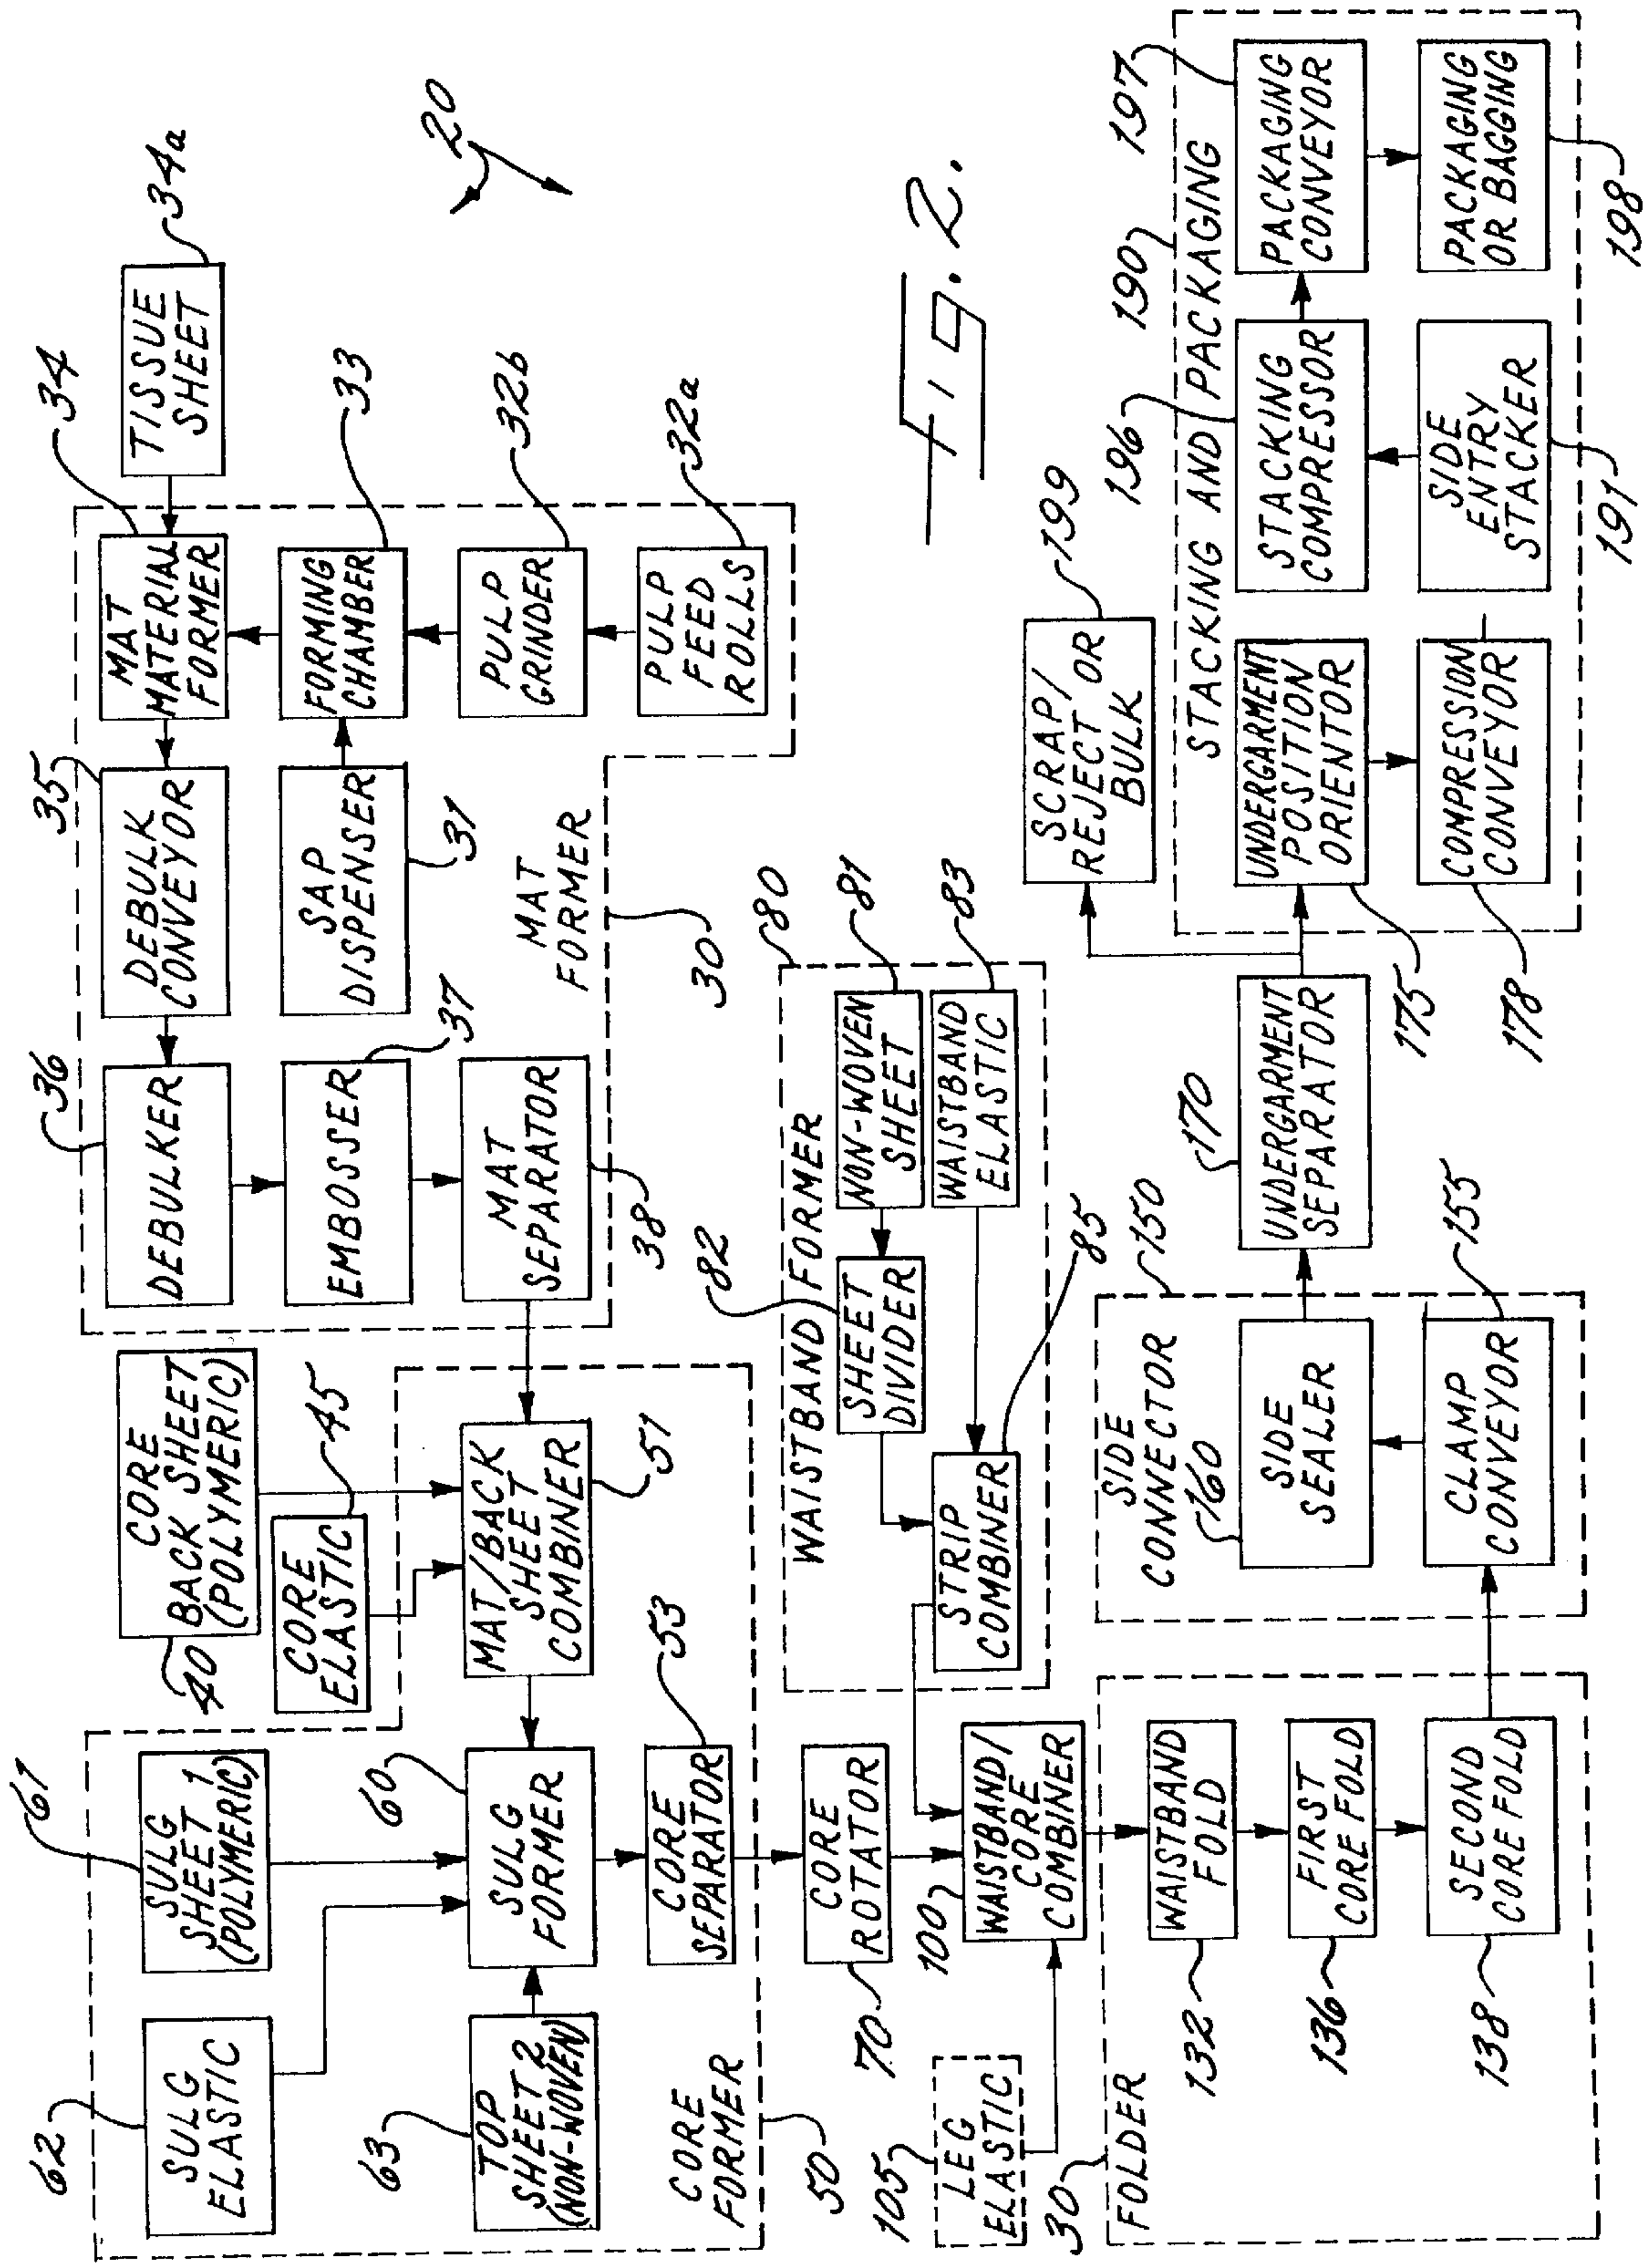 62
SULG
ELASTIC
61
SULG
SHEET 1
(POLYMERIC)
40
CORE
BACK SHEET
(POLYMERIC)
CORE
ELASTIC
45
36
DEBULKER
35
DEBULK
CONVEYOR
34
MAT
MATERIAL
FORMER
TISSUE
SHEET
34a
EMBOSSER
37
SAP
DISPENSER
31
FORMING
CHAMBER
33
20
63
TOP
SHEET 2
(NON-WOVEN)
60
SULG
FORMER
MAT/BACK
SHEET
COMBINER
51
MAT
SEPARATOR
38
PULP
GRINDER
32b
PULP
FEED
ROLLS
32a
MAT
FORMER
30
CORE
SEPARATOR
53
CORE
FORMER
50
CORE
ROTATOR
70
WAISTBAND FORMER
80
82
SHEET
DIVIDER
NON-WOVEN
SHEET
81
WAISTBAND
ELASTIC
83
STRIP
COMBINER
85
105
LEG
ELASTIC
100
WAISTBAND/
CORE
COMBINER
Fig. 2.
30
FOLDER
WAISTBAND
FOLD
132
FIRST
CORE FOLD
136
SECOND
CORE FOLD
138
SIDE
CONNECTOR
150
160
SIDE
SEALER
CLAMP
CONVEYOR
155
170
UNDERGARMENT
SEPARATOR
SCRAP/
REJECT OR
BULK
199
STACKING AND PACKAGING
190
UNDERGARMENT
POSITION
ORIENTOR
175
196
STACKING
COMPRESSOR
197
PACKAGING
CONVEYOR
COMPRESSION
CONVEYOR
178
SIDE
ENTRY
STACKER
191
PACKAGING
OR BAGGING
198